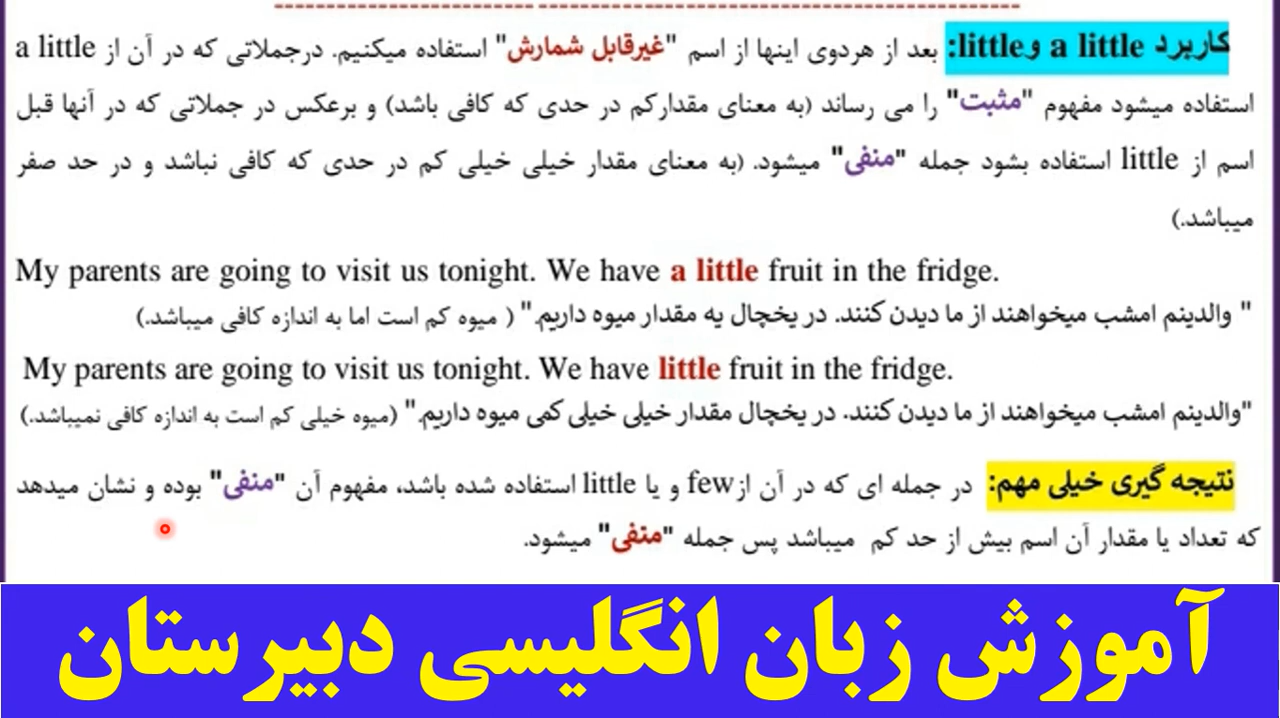 کاربرد a little وlittle: بعد از هردوی اینها از اسم "غیرقابل شمارش" استفاده میکنیم. درجملاتی که در آن از a little
استفاده میشود مفهوم "مثبت" را می رساند (به معنای مقدارکم در حدی که کافی باشد) و برعکس در جملاتی که در آنها قبل
اسم از little استفاده بشود جمله "منفی" میشود. (به معنای مقدار خیلی خیلی کم در حدی که کافی نباشد و در حد صفر
میباشد.)
My parents are going to visit us tonight. We have a little fruit in the fridge.
" والدینم امشب میخواهند از ما دیدن کنند. در یخچال یه مقدار میوه داریم." ( میوه کم است اما به اندازه کافی میباشد.)
My parents are going to visit us tonight. We have little fruit in the fridge.
"والدینم امشب میخواهند از ما دیدن کنند. در یخچال مقدار خیلی خیلی کمی میوه داریم." (میوه خیلی کم است به اندازه کافی نمیباشد.)
نتیجه گیری خیلی مهم: در جمله ای که در آن ازfew و یا little استفاده شده باشد، مفهوم آن "منفی" بوده و نشان میدهد
که تعداد یا مقدار آن اسم بیش از حد کم میباشد پس جمله "منفی" میشود.
آموزش زبان انگلیسی دبیرستان